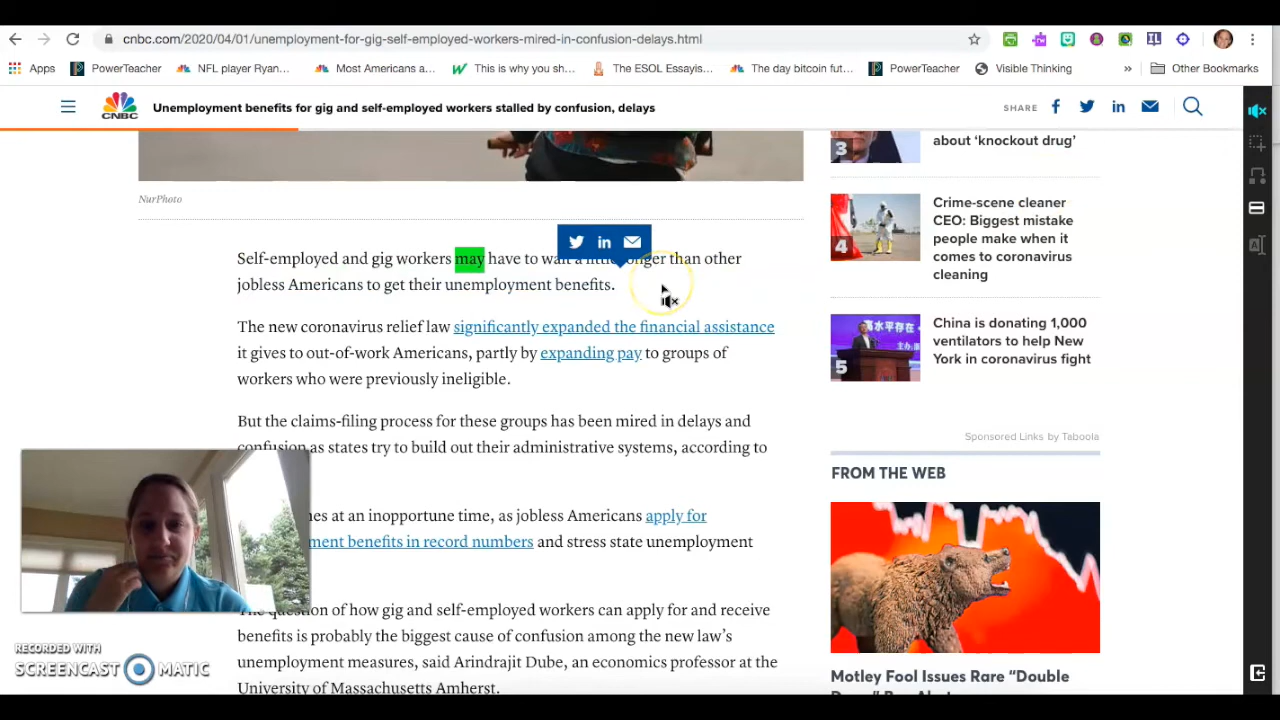 cnbc.com/2020/04/01/unemployment-for-gig-self-employed-workers-mired-in-confusion-delays.html
Apps PowerTeacher NFL player Ryan... Most Americans a... This is why you sh... The ESOL Essayis... The day bitcoin fut... PowerTeacher Visible Thinking » Other Bookmarks
CNBC
Unemployment benefits for gig and self-employed workers stalled by confusion, delays
SHARE
NurPhoto
Self-employed and gig workers may have to wait a little longer than other
jobless Americans to get their unemployment benefits.
The new coronavirus relief law significantly expanded the financial assistance
it gives to out-of-work Americans, partly by expanding pay to groups of
workers who were previously ineligible.
But the claims-filing process for these groups has been mired in delays and
confusion as states try to build out their administrative systems, according to
at an inopportune time, as jobless Americans apply for
benefits in record numbers and stress state unemployment
The question of how gig and self-employed workers can apply for and receive
benefits is probably the biggest cause of confusion among the new law's
unemployment measures, said Arindrajit Dube, an economics professor at the
University of Massachusetts Amherst.
3
about 'knockout drug'
4
Crime-scene cleaner
CEO: Biggest mistake
people make when it
comes to coronavirus
cleaning
5
China is donating 1,000
ventilators to help New
York in coronavirus fight
Sponsored Links by Taboola
FROM THE WEB
Motley Fool Issues Rare "Double
RECORDED WITH
SCREENCAST MATIC